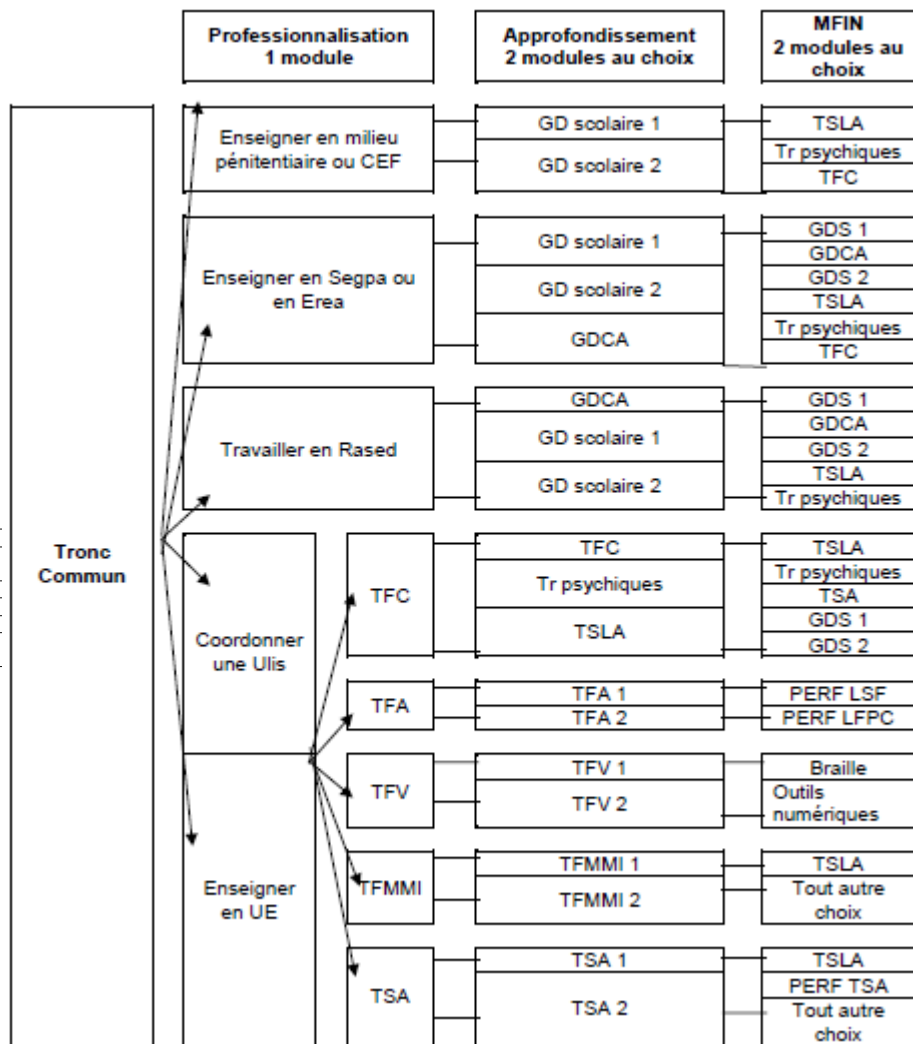 Professionnalisation
1 module
Approfondissement
2 modules au choix
MFIN
2 modules au
choix
Tronc
Commun
Enseigner en milieu
pénitentiaire ou CEF
GD scolaire 1
GD scolaire 2
TSLA
Tr psychiques
TFC
Enseigner en Segpa ou
en Erea
GD scolaire 1
GD scolaire 2
GDCA
GDS 1
GDCA
GDS 2
TSLA
Tr psychiques
TFC
Travailler en Rased
GDCA
GD scolaire 1
GD scolaire 2
GDS 1
GDCA
GDS 2
TSLA
Tr psychiques
Coordonner
une Ulis
Enseigner
en UE
TFC
TFC
Tr psychiques
TSLA
TSLA
Tr psychiques
TSA
GDS 1
GDS 2
TFA
TFA 1
TFA 2
PERF LSF
PERF LFPC
TFV
TFV 1
TFV 2
Braille
Outils
numériques
TFMMI
TFMMI 1
TFMMI 2
TSLA
Tout autre
choix
TSA
TSA 1
TSA 2
TSLA
PERF TSA
Tout autre
choix